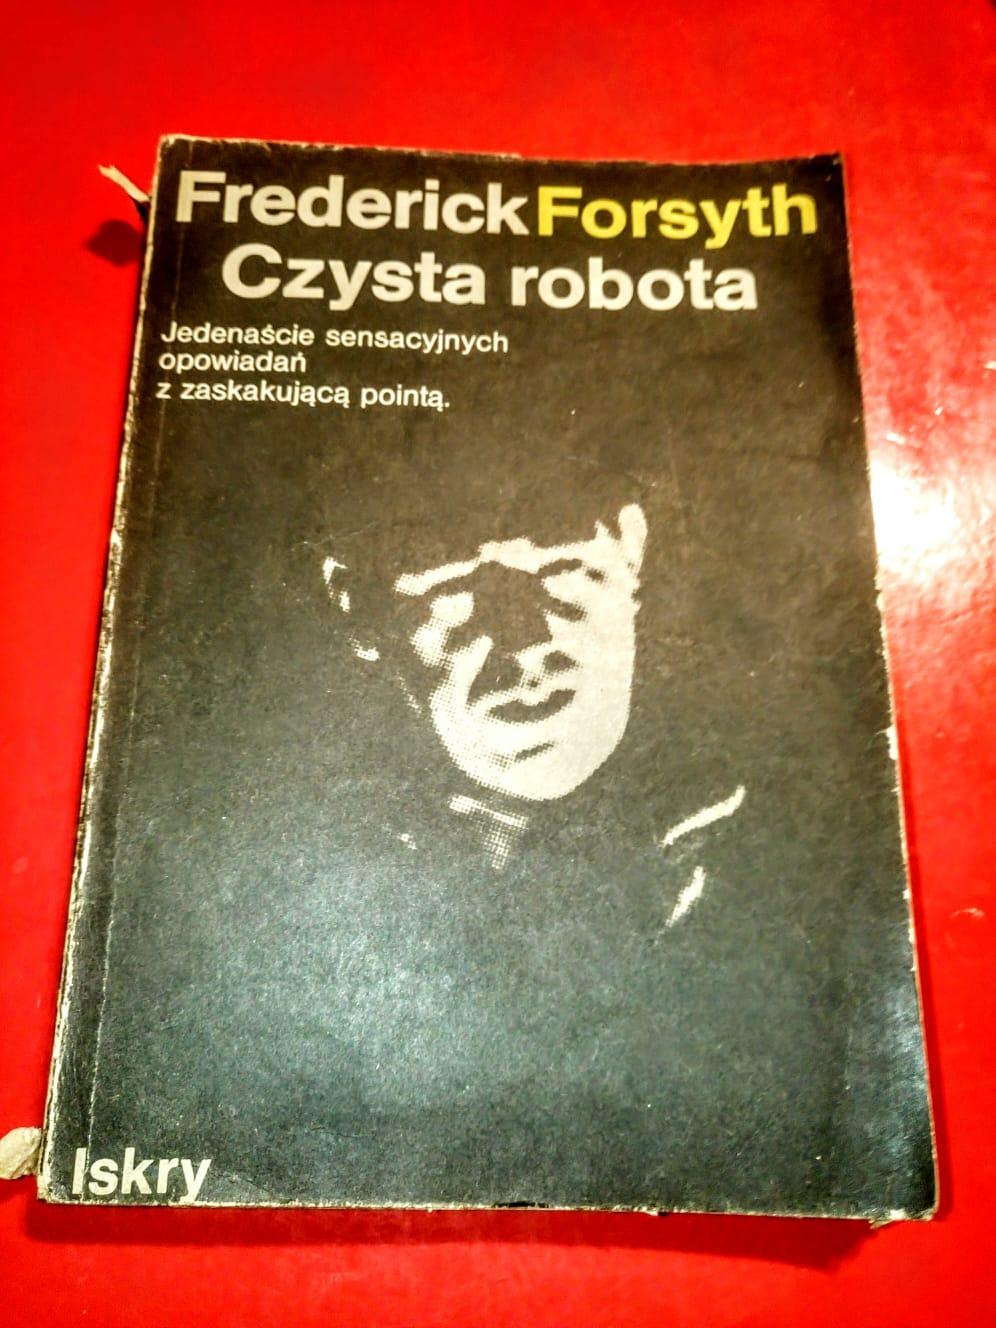 Frederick Forsyth
Czysta robota
Jedenaście sensacyjnych
opowiadań
z zaskakującą pointą.
Iskry